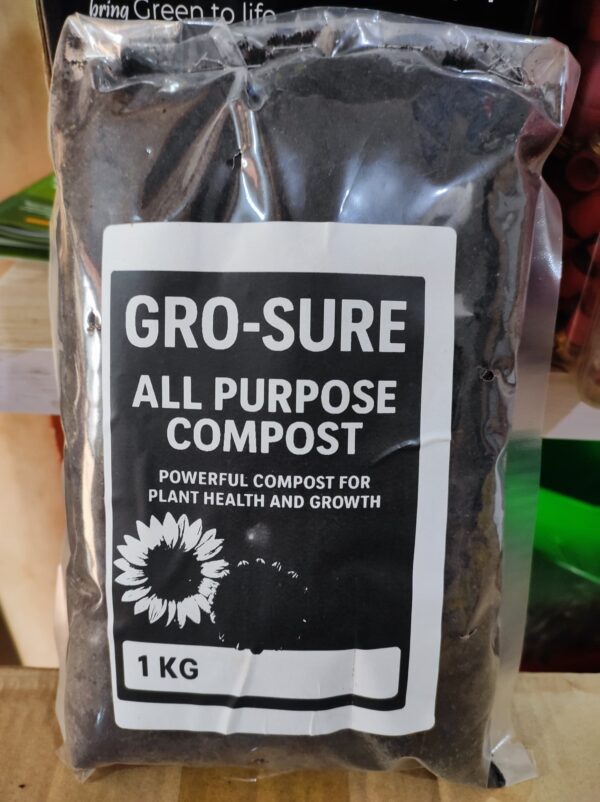 bring Green to life
GRO-SURE
ALL PURPOSE
COMPOST
POWERFUL COMPOST FOR
PLANT HEALTH AND GROWTH
1 KG